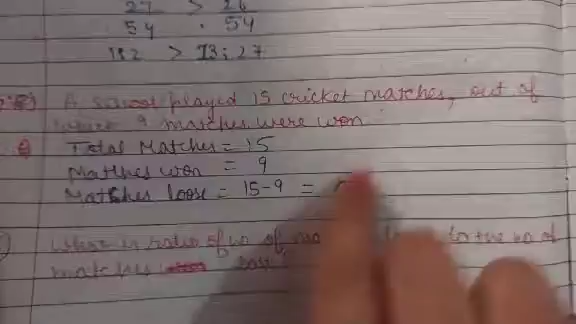 27 > 26
54 . 54
1:2 > 13:27
A school played 15 cricket matches, out of
9 matches were won
Total Matches = 15
Matches won = 9
Matches loose = 15-9 =
What is ratio of no of to the no of
matches